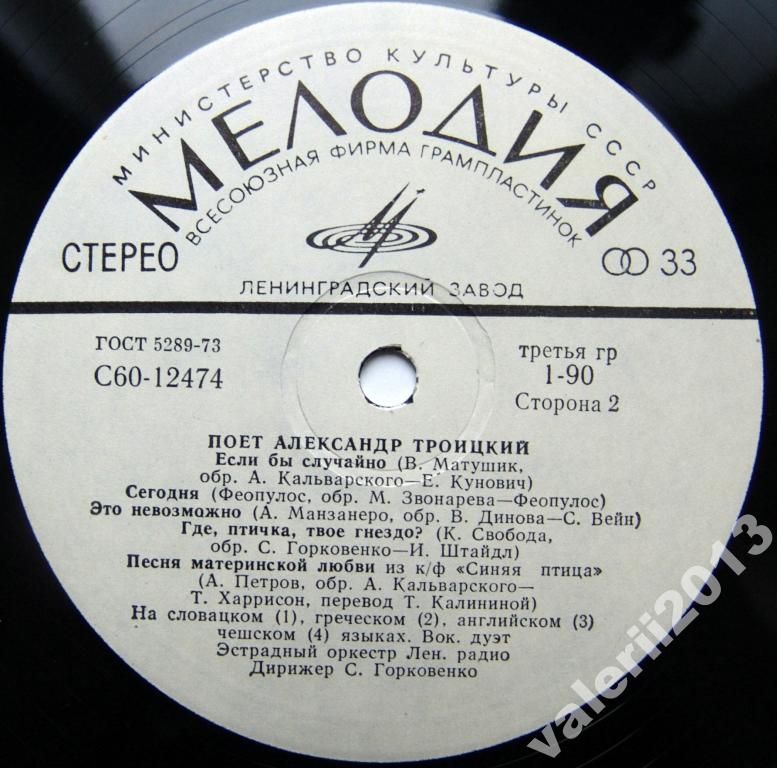 МИНИСТЕРСТВО КУЛЬТУРЫ СССР
МЕЛОДИЯ
ВСЕСОЮЗНАЯ ФИРМА ГРАМПЛАСТИНОК
СТЕРЕО
33
ЛЕНИНГРАДСКИЙ ЗАВОД
ГОСТ 5289-73
С60-12474
третья гр
1-90
Сторона 2
ПОЕТ АЛЕКСАНДР ТРОИЦКИЙ
Если бы случайно (В. Матушик,
обр. А. Кальварского—Е. Кунович)
Сегодня (Феопулос, обр. М. Звонарева—Феопулос)
Это невозможно (А. Манзанеро, обр. В. Динова—С. Вейн)
Где, птичка, твое гнездо? (К. Свобода,
обр. С. Горковенко—И. Штайдл)
Песня материнской любви из к/ф «Синяя птица»
(А. Петров, обр. А. Кальварского—
Т. Харрисон, перевод Т. Калининой)
На словацком (1), греческом (2), английском (3)
чешском (4) языках. Вок. дуэт
Эстрадный оркестр Лен. радио
Дирижер С. Горковенко
valerii2013